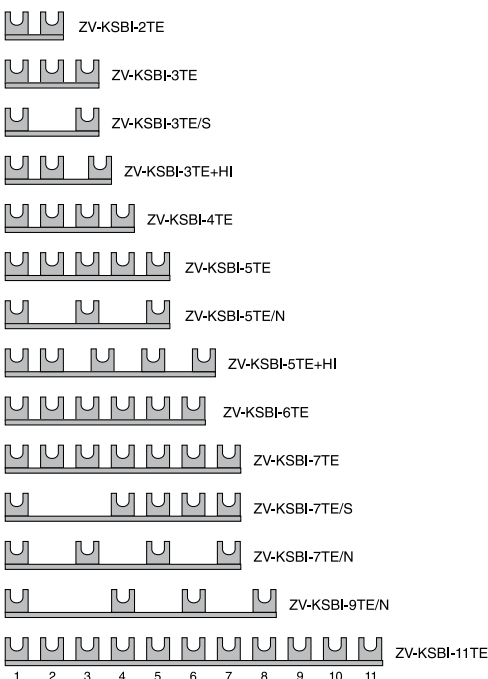 ZV-KSBI-2TE
ZV-KSBI-3TE
ZV-KSBI-3TE/S
ZV-KSBI-3TE+HI
ZV-KSBI-4TE
ZV-KSBI-5TE
ZV-KSBI-5TE/N
ZV-KSBI-5TE+HI
ZV-KSBI-6TE
ZV-KSBI-7TE
ZV-KSBI-7TE/S
ZV-KSBI-7TE/N
ZV-KSBI-9TE/N
ZV-KSBI-11TE
1 2 3 4 5 6 7 8 9 10 11